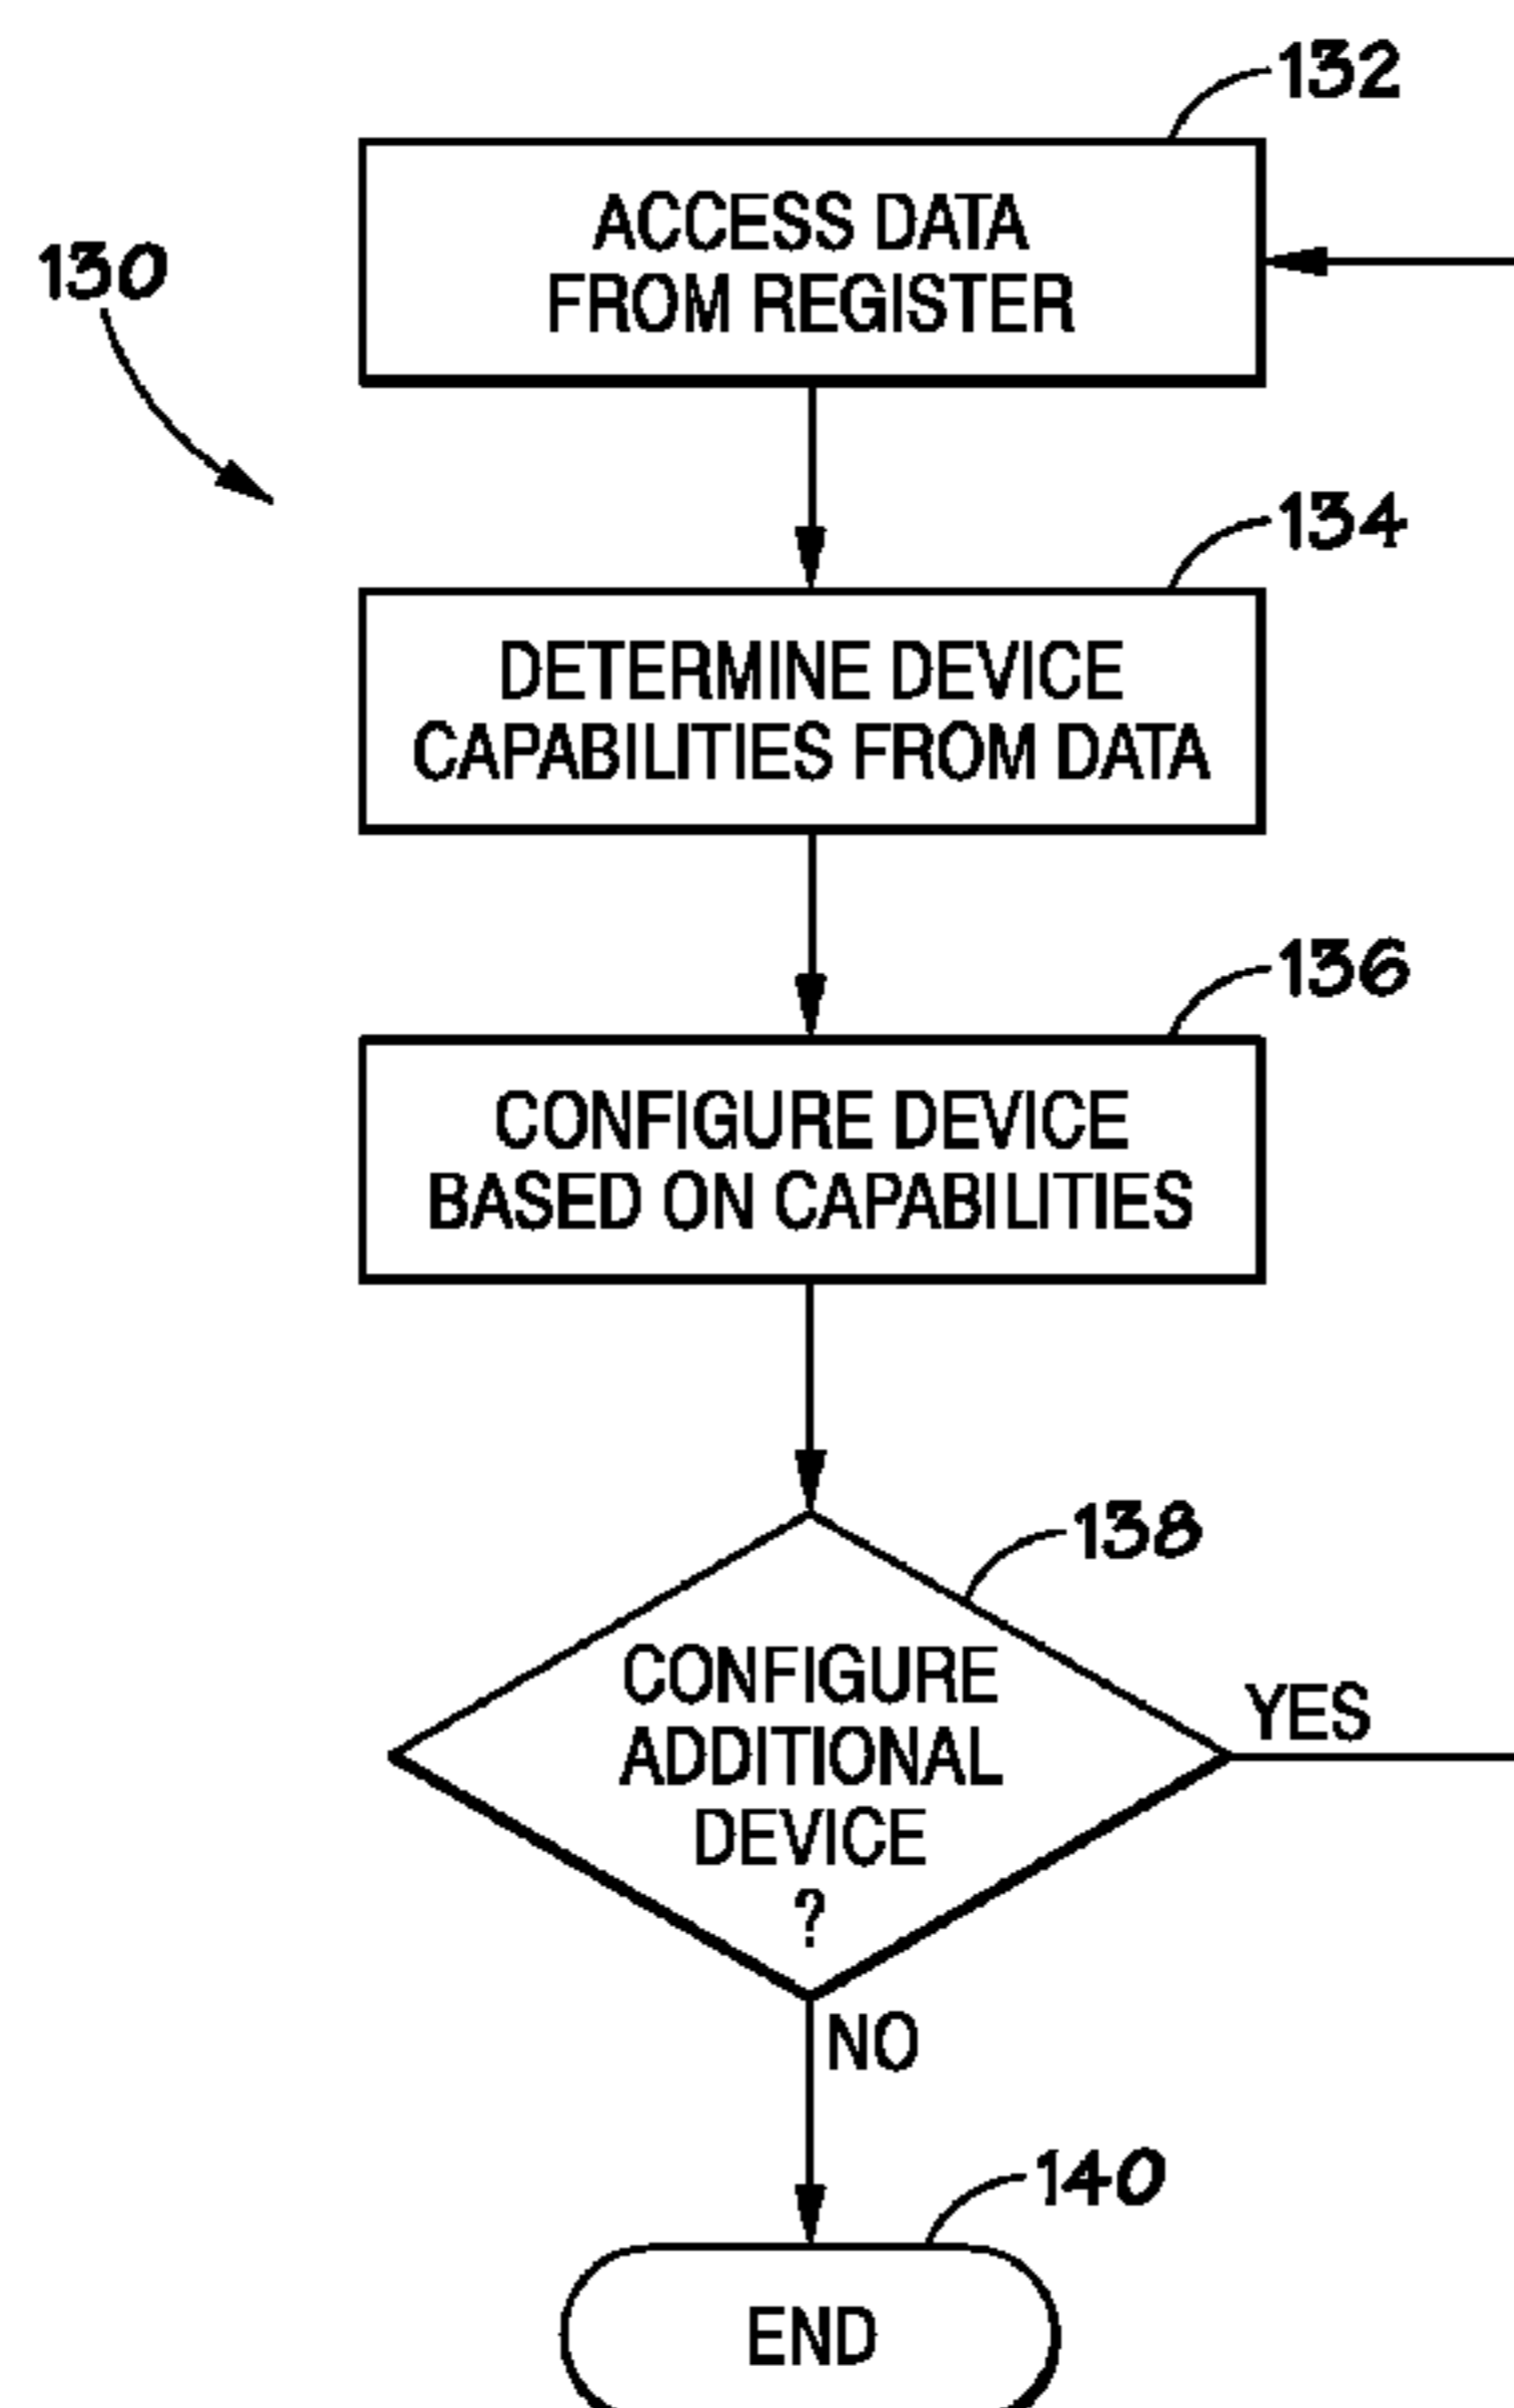 132
ACCESS DATA
FROM REGISTER
130
134
DETERMINE DEVICE
CAPABILITIES FROM DATA
136
CONFIGURE DEVICE
BASED ON CAPABILITIES
138
CONFIGURE
ADDITIONAL
DEVICE
?
YES
NO
140
END